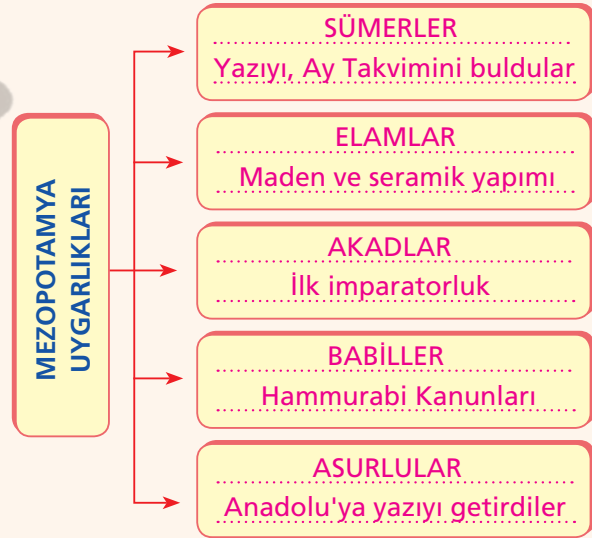 MEZOPOTAMYA
UYGARLIKLARI
SÜMERLER
Yazıyı, Ay Takvimini buldular
ELAMLAR
Maden ve seramik yapımı
AKADLAR
İlk imparatorluk
BABİLLER
Hammurabi Kanunları
ASURLULAR
Anadolu'ya yazıyı getirdiler